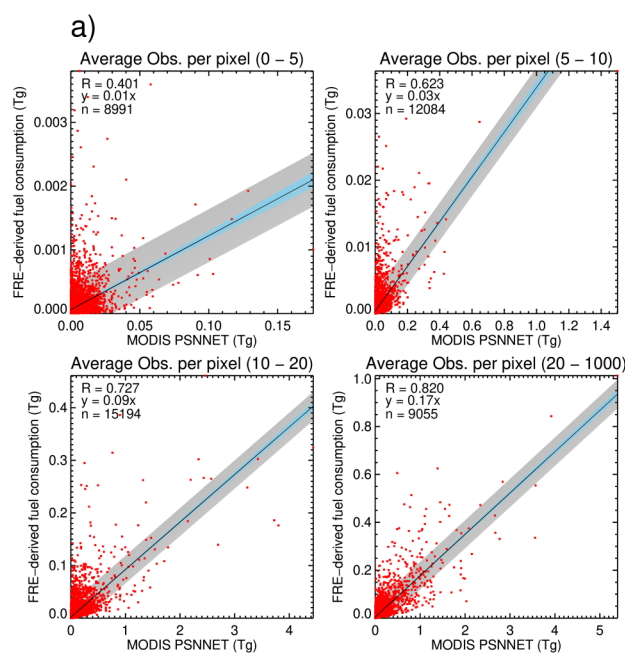 a)
Average Obs. per pixel (0 − 5)
R = 0.401
y = 0.01x
n = 8991
FRE−derived fuel consumption (Tg)
0.003
0.002
0.001
0.000
0.00 0.05 0.10 0.15
MODIS PSNNET (Tg)
Average Obs. per pixel (5 − 10)
R = 0.623
y = 0.03x
n = 12084
FRE−derived fuel consumption (Tg)
0.03
0.02
0.01
0.00
0.0 0.2 0.4 0.6 0.8 1.0 1.2 1.4
MODIS PSNNET (Tg)
Average Obs. per pixel (10 − 20)
R = 0.727
y = 0.09x
n = 15194
FRE−derived fuel consumption (Tg)
0.4
0.3
0.2
0.1
0.0
0 1 2 3 4
MODIS PSNNET (Tg)
Average Obs. per pixel (20 − 1000)
R = 0.820
y = 0.17x
n = 9055
FRE−derived fuel consumption (Tg)
1.0
0.8
0.6
0.4
0.2
0.0
0 1 2 3 4 5
MODIS PSNNET (Tg)